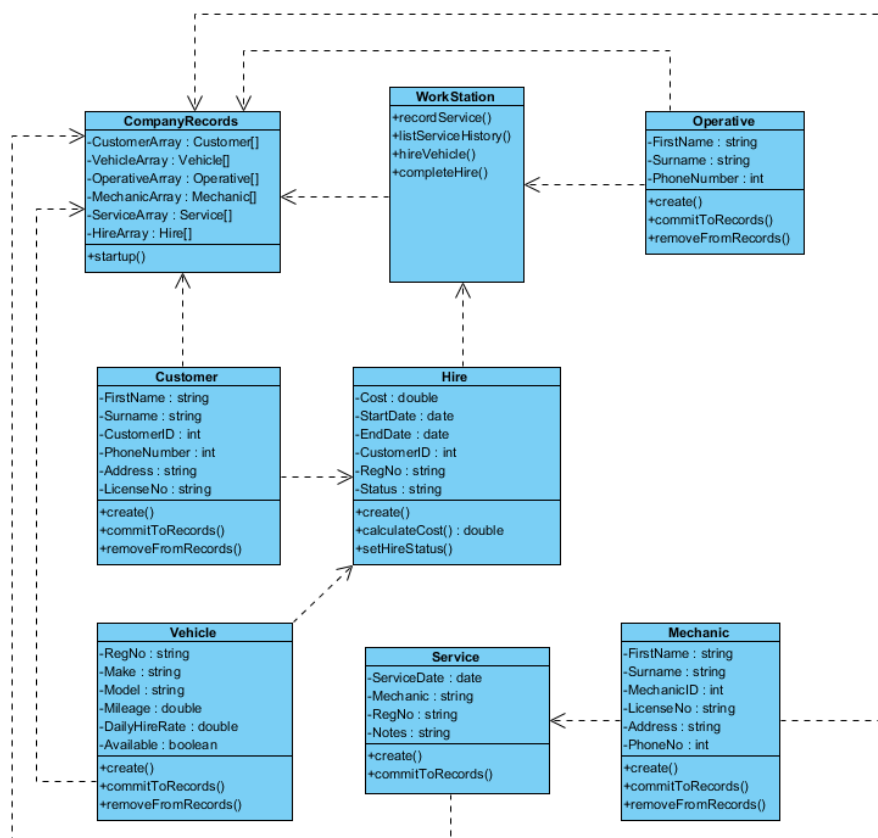 CompanyRecords
-CustomerArray : Customer[]
-VehicleArray : Vehicle[]
-OperativeArray : Operative[]
-MechanicArray : Mechanic[]
-ServiceArray : Service[]
-HireArray : Hire[]
+startup()
WorkStation
+recordService()
+listServiceHistory()
+hireVehicle()
+completeHire()
Operative
-FirstName : string
-Surname : string
-PhoneNumber : int
+create()
+commitToRecords()
+removeFromRecords()
Customer
-FirstName : string
-Surname : string
-CustomerID : int
-PhoneNumber : int
-Address : string
-LicenseNo : string
+create()
+commitToRecords()
+removeFromRecords()
Hire
-Cost : double
-StartDate : date
-EndDate : date
-CustomerID : int
-RegNo : string
-Status : string
+create()
+calculateCost() : double
+setHireStatus()
Vehicle
-RegNo : string
-Make : string
-Model : string
-Mileage : double
-DailyHireRate : double
-Available : boolean
+create()
+commitToRecords()
+removeFromRecords()
Service
-ServiceDate : date
-Mechanic : string
-RegNo : string
-Notes : string
+create()
+commitToRecords()
Mechanic
-FirstName : string
-Surname : string
-MechanicID : int
-LicenseNo : string
-Address : string
-PhoneNo : int
+create()
+commitToRecords()
+removeFromRecords()